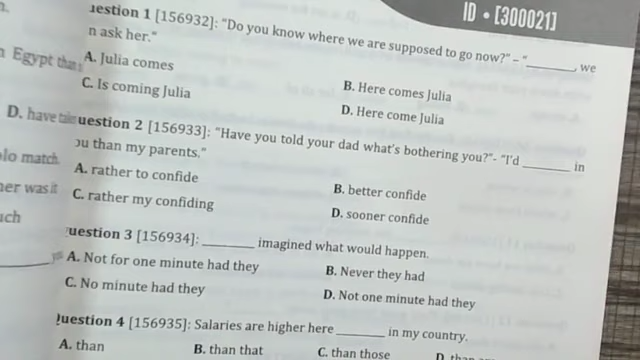 ID • [300021]
uestion 1 [156932]: "Do you know where we are supposed to go now?" – "________, we
n ask her."
A. Julia comes
B. Here comes Julia
C. Is coming Julia
D. Here come Julia
Egypt
D. have
uestion 2 [156933]: "Have you told your dad what's bothering you?"- "I'd ________ in
ou than my parents."
A. rather to confide
B. better confide
C. rather my confiding
D. sooner confide
match
was it
uestion 3 [156934]: ________ imagined what would happen.
A. Not for one minute had they
B. Never they had
C. No minute had they
D. Not one minute had they
uestion 4 [156935]: Salaries are higher here ________ in my country.
A. than
B. than that
C. than those
D. than